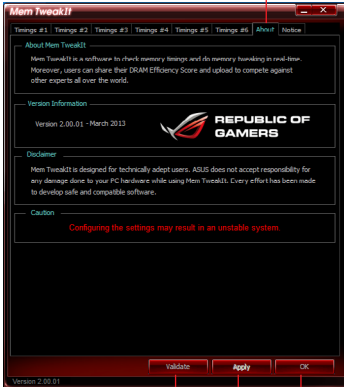 Mem TweakIt
Timings #1 Timings #2 Timings #3 Timings #4 Timings #5 Timings #6 About Notice
About Mem TweakIt
Mem TweakIt is a software to check memory timings and do memory tweaking in real-time.
Moreover, users can share their DRAM Efficiency Score and upload to compete against
other experts all over the world.
Version Information
Version 2.00.01 - March 2013
REPUBLIC OF
GAMERS
Disclaimer
Mem TweakIt is designed for technically adept users. ASUS does not accept responsibility for
any damage done to your PC hardware while using Mem TweakIt. Every effort has been made
to develop safe and compatible software.
Caution
Configuring the settings may result in an unstable system
Validate Apply OK
Version 2.00.01